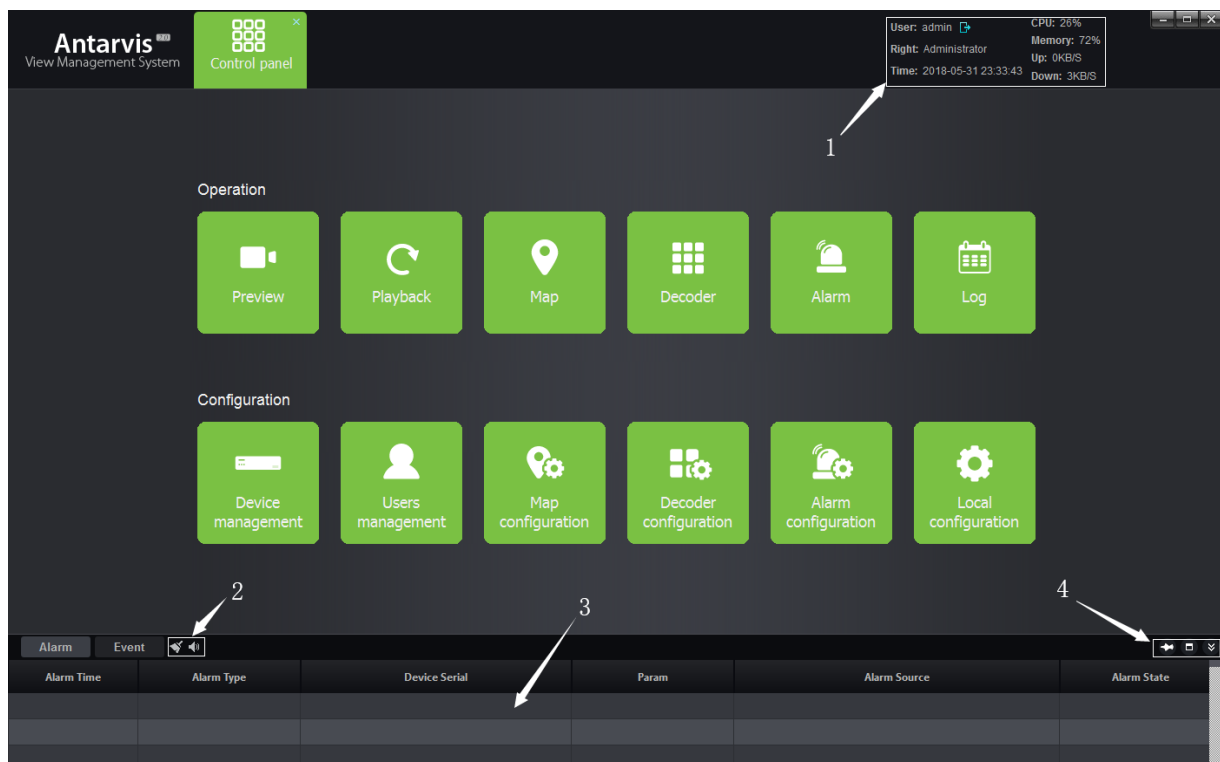 Antarvis 2.0
View Management System
Control panel
User: admin
Right: Administrator
Time: 2018-05-31 23:33:43
CPU: 26%
Memory: 72%
Up: 0KB/S
Down: 3KB/S
1
Operation
Preview
Playback
Map
Decoder
Alarm
Log
Configuration
Device
management
Users
management
Map
configuration
Decoder
configuration
Alarm
configuration
Local
configuration
2
3
4
Alarm
Event
Alarm Time
Alarm Type
Device Serial
Param
Alarm Source
Alarm State